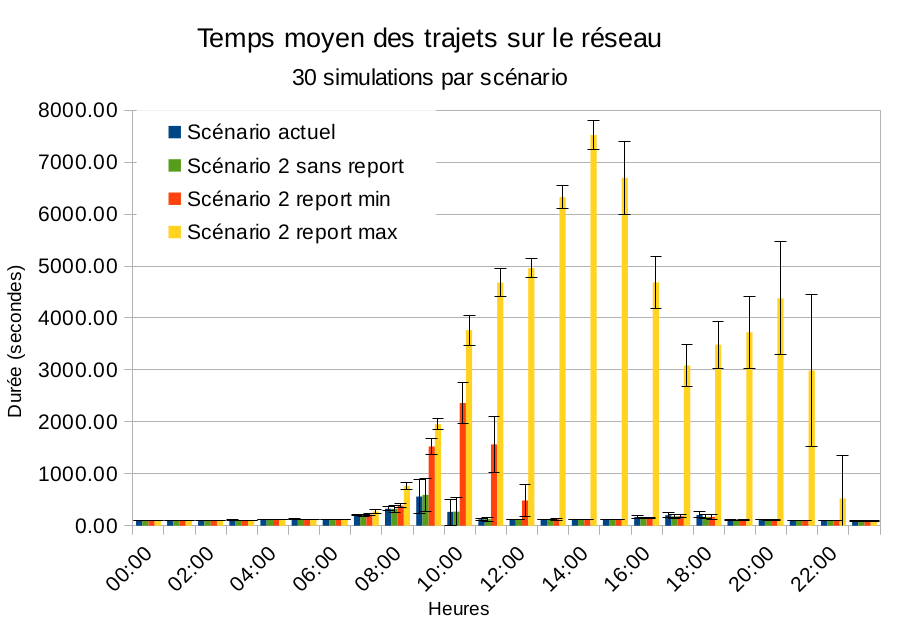 Temps moyen des trajets sur le réseau
30 simulations par scénario
8000.00
7000.00
6000.00
5000.00
4000.00
3000.00
2000.00
1000.00
0.00
Durée (secondes)
Scénario actuel
Scénario 2 sans report
Scénario 2 report min
Scénario 2 report max
00:00
02:00
04:00
06:00
08:00
10:00
12:00
14:00
16:00
18:00
20:00
22:00
Heures